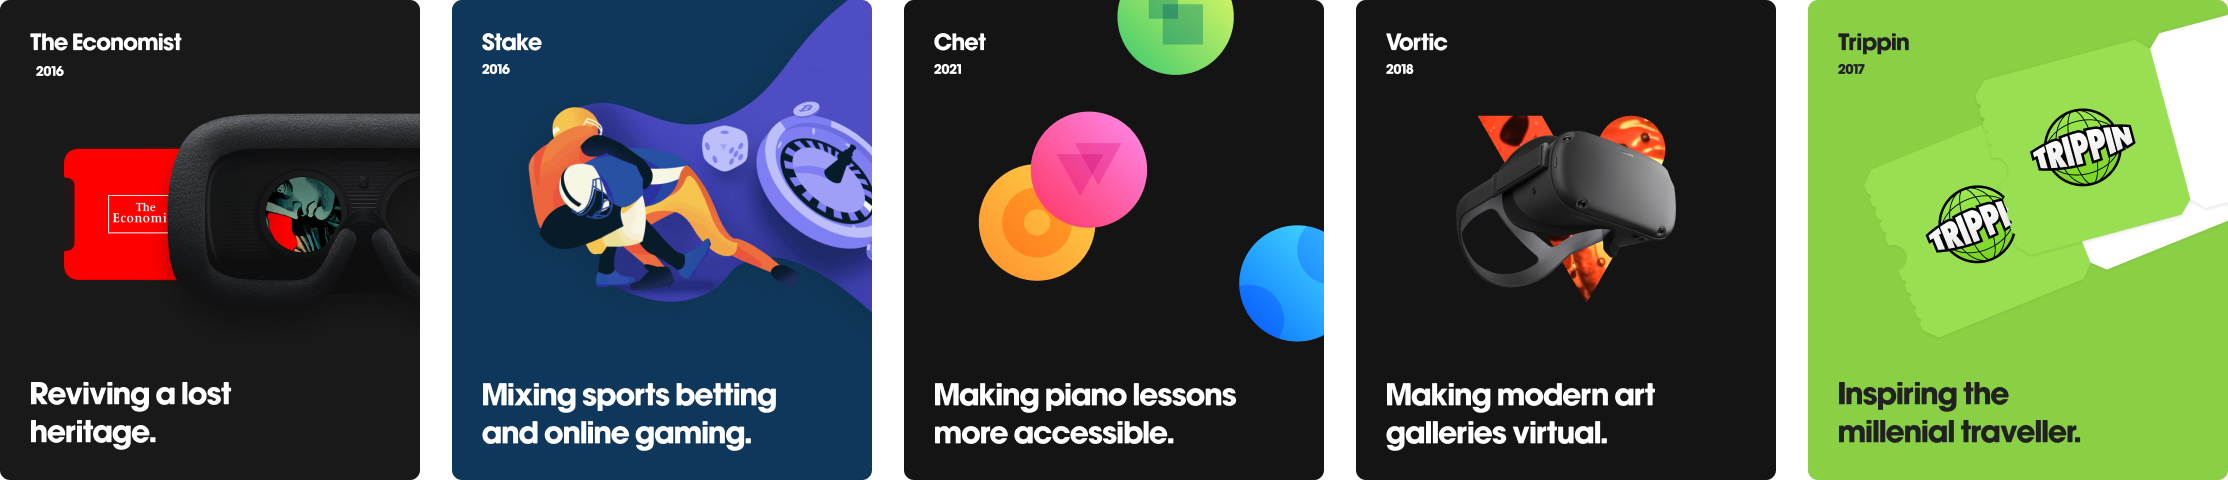 The Economist
2016
The
Economi
Reviving a lost
heritage.
Stake
2016
Mixing sports betting
and online gaming.
Chet
2021
Making piano lessons
more accessible.
Vortic
2018
Making modern art
galleries virtual.
Trippin
2017
TRIPPIN
TRIPPI
Inspiring the
millenial traveller.